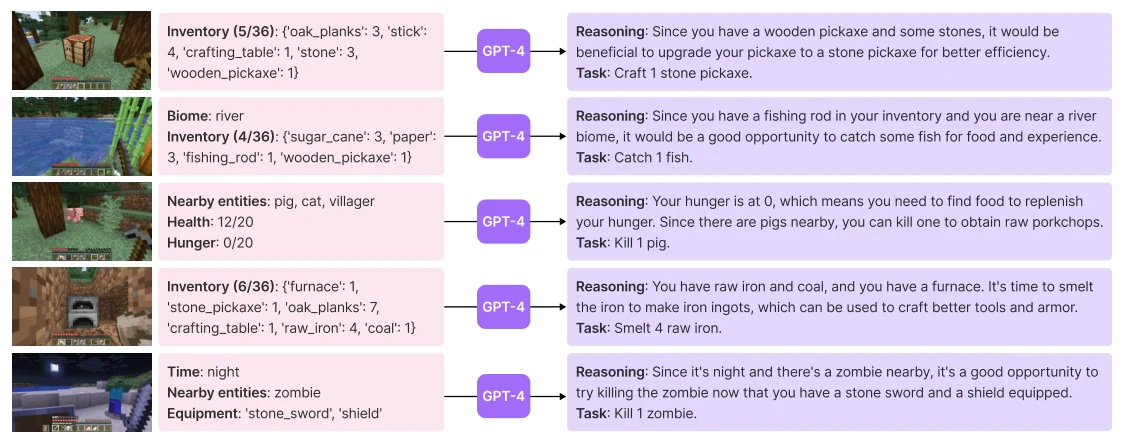 Inventory (5/36): {'oak_planks': 3, 'stick':
4, 'crafting_table': 1, 'stone': 3,
'wooden_pickaxe': 1}
GPT-4
Reasoning: Since you have a wooden pickaxe and some stones, it would be
beneficial to upgrade your pickaxe to a stone pickaxe for better efficiency.
Task: Craft 1 stone pickaxe.
Biome: river
Inventory (4/36): {'sugar_cane': 3, 'paper':
3, 'fishing_rod': 1, 'wooden_pickaxe': 1}
GPT-4
Reasoning: Since you have a fishing rod in your inventory and you are near a river
biome, it would be a good opportunity to catch some fish for food and experience.
Task: Catch 1 fish.
Nearby entities: pig, cat, villager
Health: 12/20
Hunger: 0/20
GPT-4
Reasoning: Your hunger is at 0, which means you need to find food to replenish
your hunger. Since there are pigs nearby, you can kill one to obtain raw porkchops.
Task: Kill 1 pig.
Inventory (6/36): {'furnace': 1,
'stone_pickaxe': 1, 'oak_planks': 7,
'crafting_table': 1, 'raw_iron': 4, 'coal': 1}
GPT-4
Reasoning: You have raw iron and coal, and you have a furnace. It's time to smelt
the iron to make iron ingots, which can be used to craft better tools and armor.
Task: Smelt 4 raw iron.
Time: night
Nearby entities: zombie
Equipment: 'stone_sword', 'shield'
GPT-4
Reasoning: Since it's night and there's a zombie nearby, it's a good opportunity to
try killing the zombie now that you have a stone sword and a shield equipped.
Task: Kill 1 zombie.